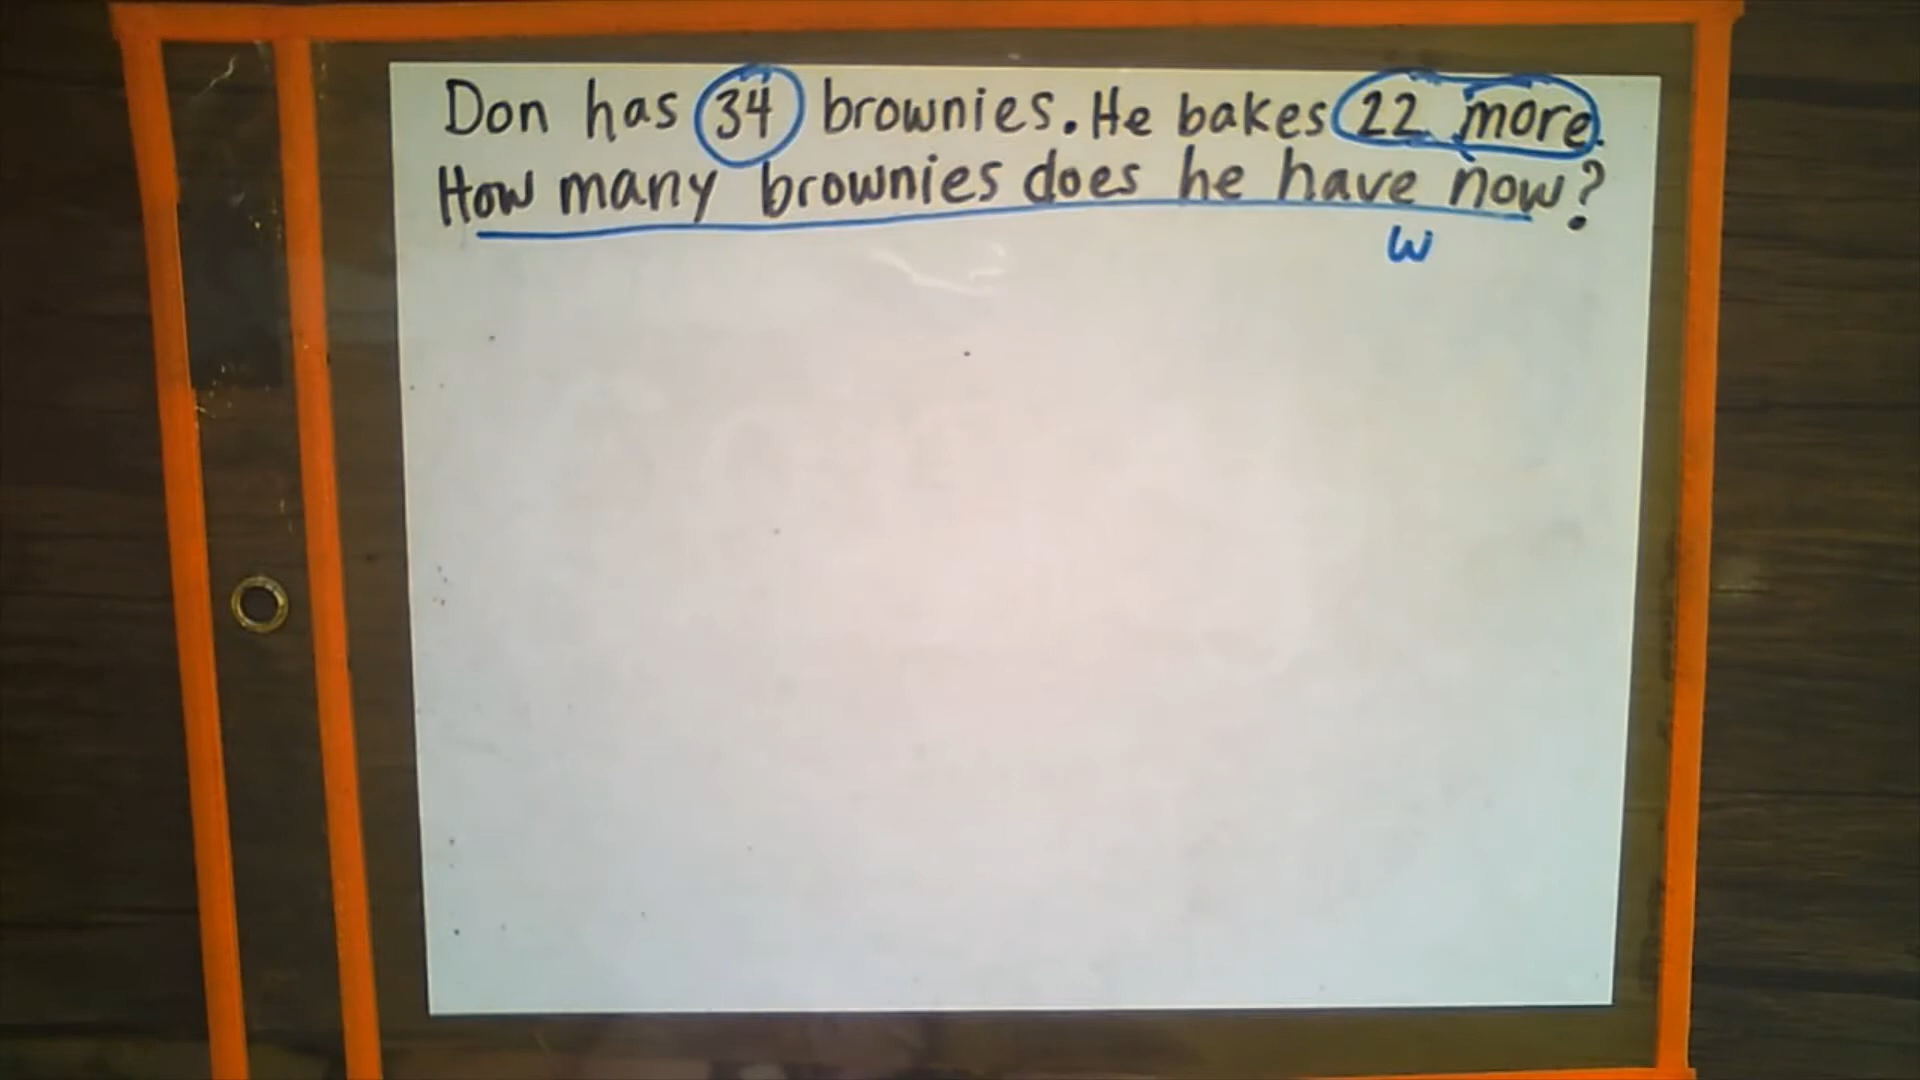 Don has 34 brownies. He bakes 22 more.
How many brownies does he have now?
w